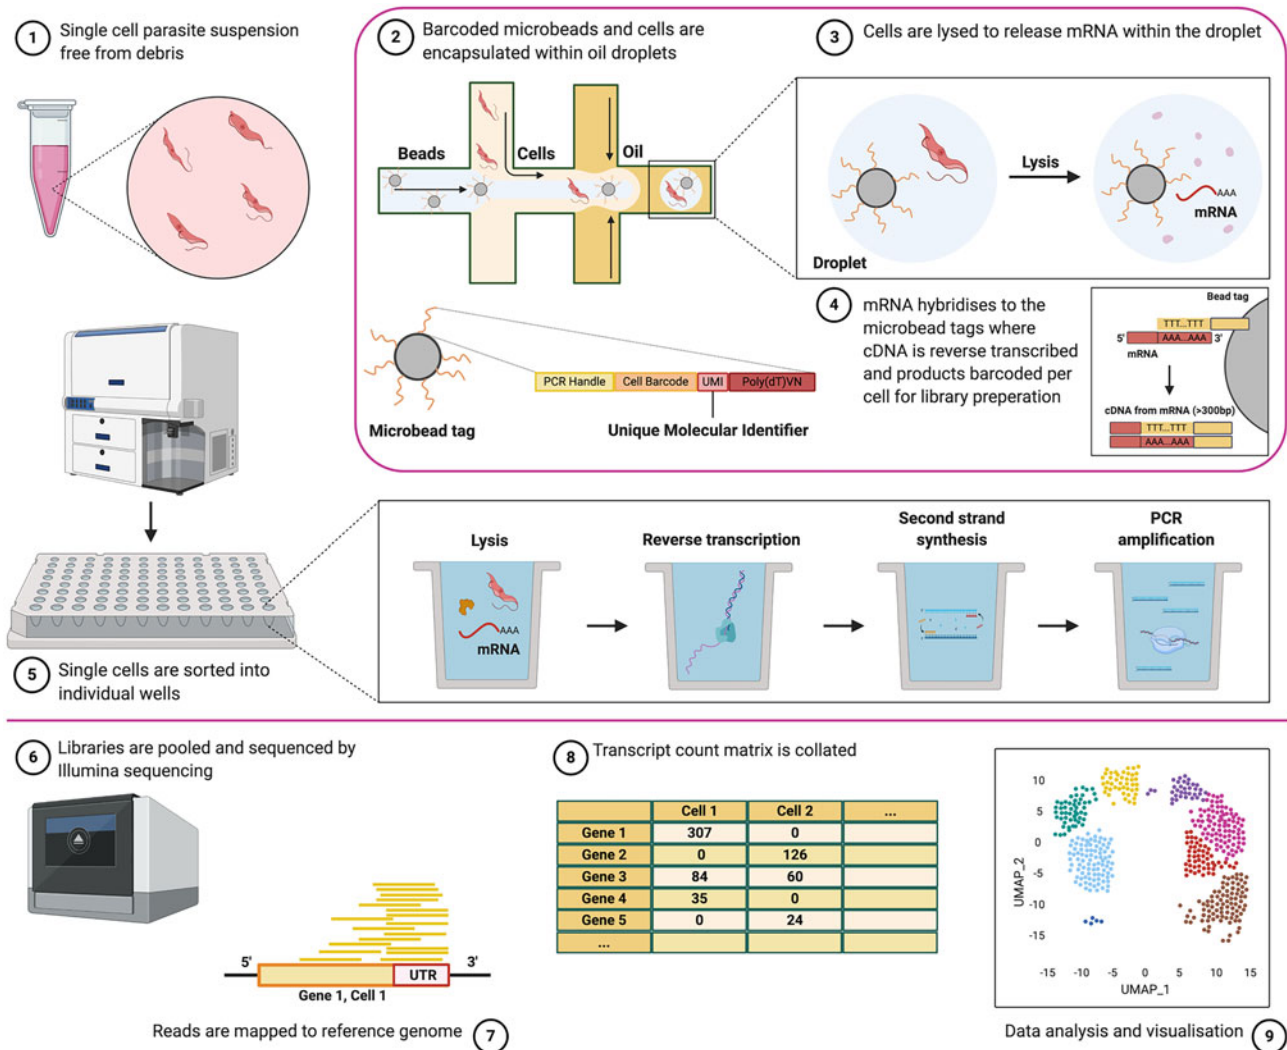 1
Single cell parasite suspension
free from debris
2
Barcoded microbeads and cells are
encapsulated within oil droplets
Beads
Cells
Oil
3
Cells are lysed to release mRNA within the droplet
Lysis
AAA
mRNA
Droplet
PCR Handle
Cell Barcode
UMI
Poly(dT)VN
Microbead tag
Unique Molecular Identifier
4
mRNA hybridises to the
microbead tags where
cDNA is reverse transcribed
and products barcoded per
cell for library preperation
Bead tag
TTT...TTT
5' AAA...AAA 3'
mRNA
cDNA from mRNA (>300bp)
TTT...TTT
AAA...AAA
5
Single cells are sorted into
individual wells
Lysis
AAA
mRNA
Reverse transcription
Second strand
synthesis
PCR
amplification
6
Libraries are pooled and sequenced by
Illumina sequencing
5' UTR 3'
Gene 1, Cell 1
Reads are mapped to reference genome 7
8
Transcript count matrix is collated
Cell 1 Cell 2 ...
Gene 1 307 0
Gene 2 0 126
Gene 3 84 60
Gene 4 35 0
Gene 5 0 24
...
UMAP_2
10
5
0
-5
-10
-15
-15 -10 -5 0 5 10 15
UMAP_1
Data analysis and visualisation 9